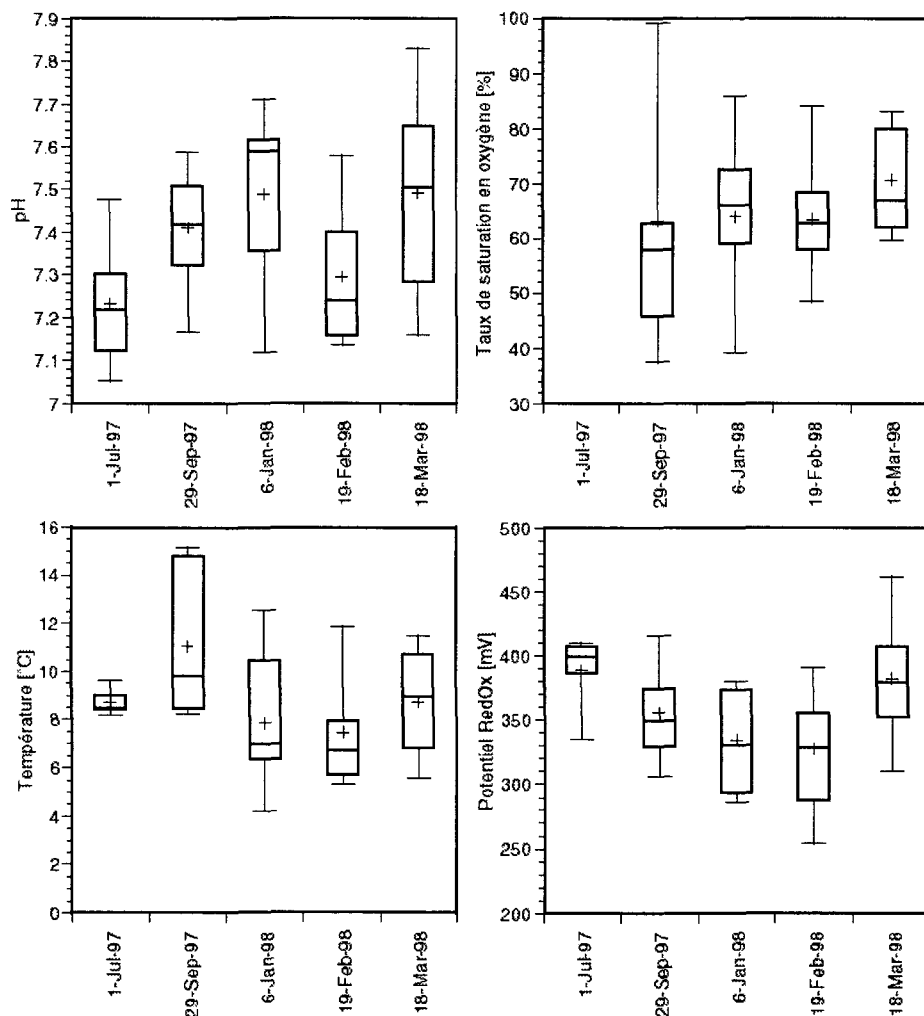 pH
7.9
7.8
7.7
7.6
7.5
7.4
7.3
7.2
7.1
7
1-Jul-97
29-Sep-97
6-Jan-98
19-Feb-98
18-Mar-98
Taux de saturation en oxygène [%]
100
90
80
70
60
50
40
30
1-Jul-97
29-Sep-97
6-Jan-98
19-Feb-98
18-Mar-98
Température [°C]
16
14
12
10
8
6
4
2
0
1-Jul-97
29-Sep-97
6-Jan-98
19-Feb-98
18-Mar-98
Potentiel RedOx [mV]
500
450
400
350
300
250
200
1-Jul-97
29-Sep-97
6-Jan-98
19-Feb-98
18-Mar-98